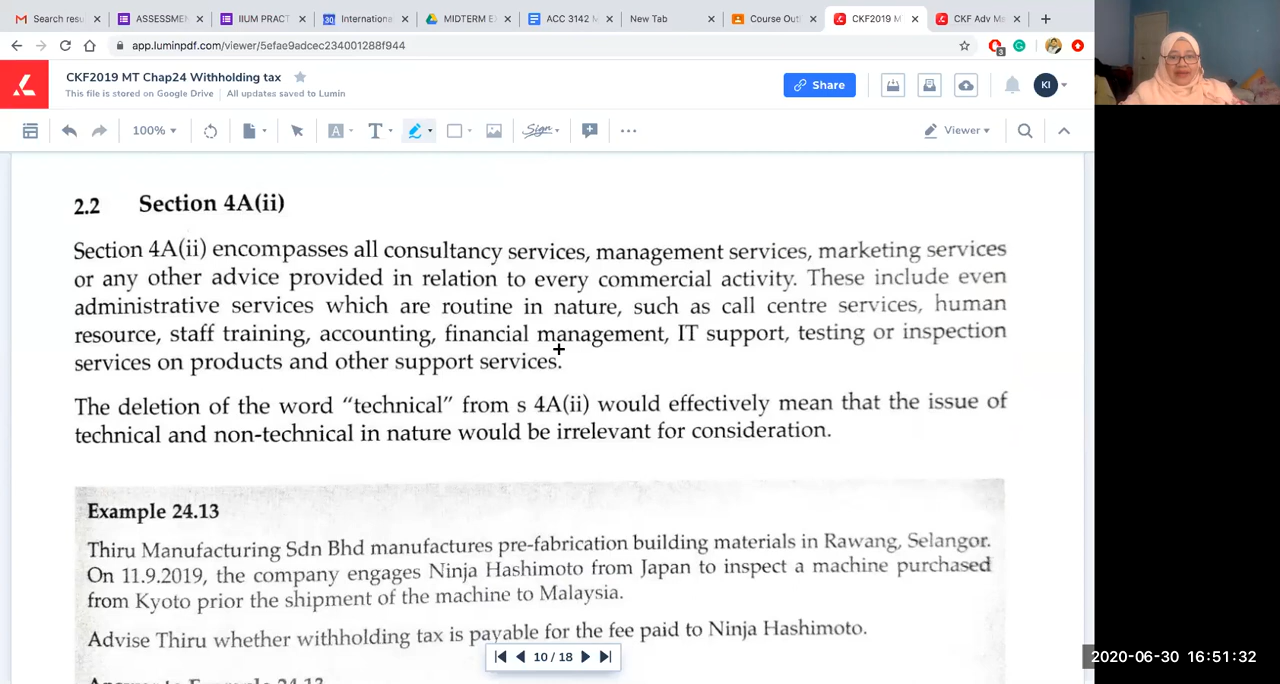 Search resu
ASSESSME
IIUM PRACT
Internationa
MIDTERM E
ACC 3142 M
New Tab
Course Outl
CKF2019 M
CKF Adv Ma
app.luminpdf.com/viewer/5efae9adcec234001288f944
CKF2019 MT Chap24 Withholding tax
This file is stored on Google Drive
All updates saved to Lumin
Share
KI
100%
Sign
Viewer
2.2 Section 4A(ii)
Section 4A(ii) encompasses all consultancy services, management services, marketing services
or any other advice provided in relation to every commercial activity. These include even
administrative services which are routine in nature, such as call centre services, human
resource, staff training, accounting, financial management, IT support, testing or inspection
services on products and other support services.
The deletion of the word "technical" from s 4A(ii) would effectively mean that the issue of
technical and non-technical in nature would be irrelevant for consideration.
Example 24.13
Thiru Manufacturing Sdn Bhd manufactures pre-fabrication building materials in Rawang, Selangor.
On 11.9.2019, the company engages Ninja Hashimoto from Japan to inspect a machine purchased
from Kyoto prior the shipment of the machine to Malaysia.
Advise Thiru whether withholding tax is payable for the fee paid to Ninja Hashimoto.
10 / 18
Answer to Example 24.13
2020-06-30 16:51:32